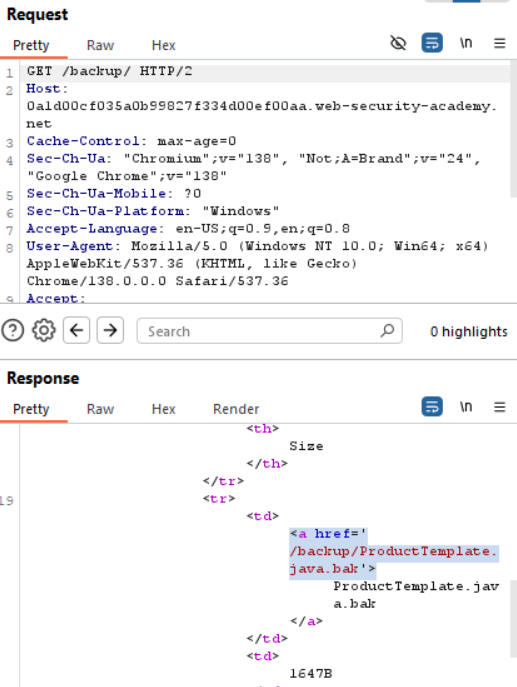 Request
Pretty Raw Hex \n
1 GET /backup/ HTTP/2
2 Host:
0a1d00cf035a0b99827f334d00ef00aa.web-security-academy.
net
3 Cache-Control: max-age=0
4 Sec-Ch-Ua: "Chromium";v="138", "Not;A=Brand";v="24",
"Google Chrome";v="138"
5 Sec-Ch-Ua-Mobile: ?0
6 Sec-Ch-Ua-Platform: "Windows"
7 Accept-Language: en-US;q=0.9,en;q=0.8
8 User-Agent: Mozilla/5.0 (Windows NT 10.0; Win64; x64)
AppleWebKit/537.36 (KHTML, like Gecko)
Chrome/138.0.0.0 Safari/537.36
9 Accept:
? Search 0 highlights
Response
Pretty Raw Hex Render \n
<th>
Size
</th>
</tr>
19 <tr>
<td>
<a href='
/backup/ProductTemplate.
java.bak'>
ProductTemplate.jav
a.bak
</a>
</td>
<td>
1647B